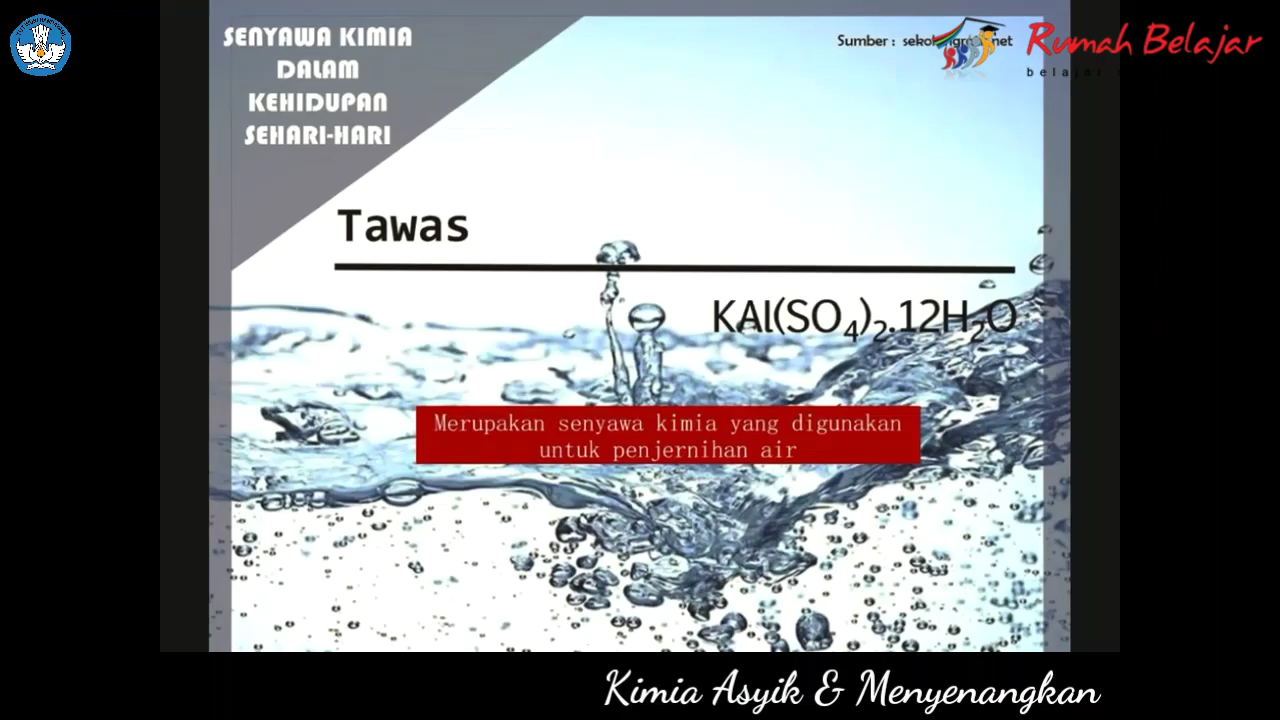 SENYAWA KIMIA
DALAM
KEHIDUPAN
SEHARI-HARI
Sumber :
Rumah Belajar
belajar
Tawas
KAl(SO₄)₂.12H₂O
Merupakan senyawa kimia yang digunakan
untuk penjernihan air
Kimia Asyik & Menyenangkan